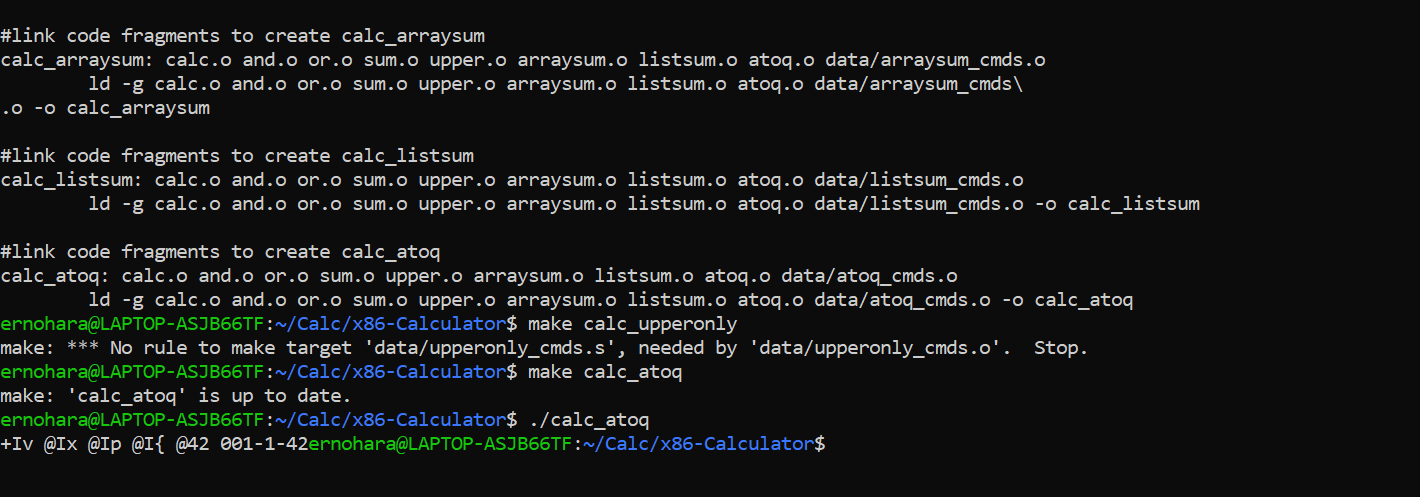 #link code fragments to create calc_arraysum
calc_arraysum: calc.o and.o or.o sum.o upper.o arraysum.o listsum.o atoq.o data/arraysum_cmds.o
        ld -g calc.o and.o or.o sum.o upper.o arraysum.o listsum.o atoq.o data/arraysum_cmds\
.o -o calc_arraysum
#link code fragments to create calc_listsum
calc_listsum: calc.o and.o or.o sum.o upper.o arraysum.o listsum.o atoq.o data/listsum_cmds.o
        ld -g calc.o and.o or.o sum.o upper.o arraysum.o listsum.o atoq.o data/listsum_cmds.o -o calc_listsum
#link code fragments to create calc_atoq
calc_atoq: calc.o and.o or.o sum.o upper.o arraysum.o listsum.o atoq.o data/atoq_cmds.o
        ld -g calc.o and.o or.o sum.o upper.o arraysum.o listsum.o atoq.o data/atoq_cmds.o -o calc_atoq
ernohara@LAPTOP-ASJB66TF:~/Calc/x86-Calculator$ make calc_upperonly
make: *** No rule to make target 'data/upperonly_cmds.s', needed by 'data/upperonly_cmds.o'.  Stop.
ernohara@LAPTOP-ASJB66TF:~/Calc/x86-Calculator$ make calc_atoq
make: 'calc_atoq' is up to date.
ernohara@LAPTOP-ASJB66TF:~/Calc/x86-Calculator$ ./calc_atoq
+Iv @Ix @Ip @I{ @42 001-1-42ernohara@LAPTOP-ASJB66TF:~/Calc/x86-Calculator$